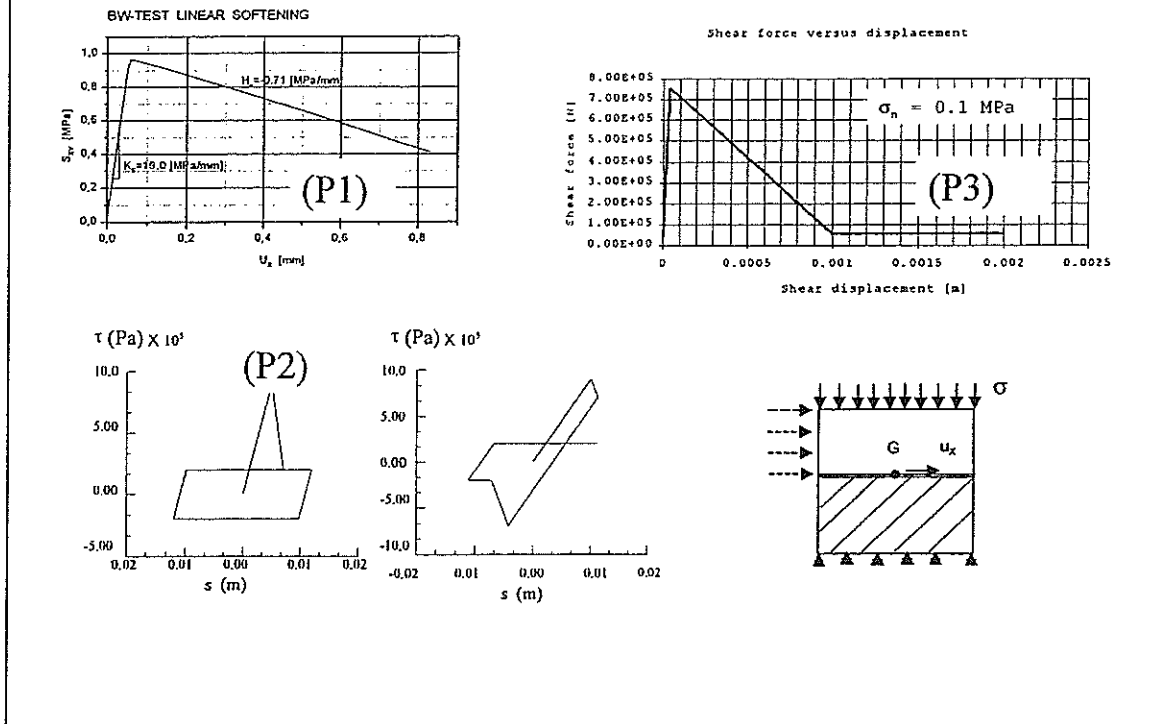 BW-TEST LINEAR SOFTENING
1,0
0,8
0,6
0,4
0,2
0,0
S_xy [MPa]
H_s=-0.71 [MPa/mm]
K_s=19.0 [MPa/mm]
(P1)
0,0 0,2 0,4 0,6 0,8
U_x [mm]
Shear force versus displacement
8.00E+05
7.00E+05
6.00E+05
5.00E+05
4.00E+05
3.00E+05
2.00E+05
1.00E+05
0.00E+00
Shear force [N]
σn = 0.1 MPa
(P3)
0 0.0005 0.001 0.0015 0.002 0.0025
Shear displacement [m]
τ (Pa) X 10⁵
(P2)
10.0
5.00
0.00
-5.00
0.02 0.01 0.00 0.01 0.02
s (m)
τ (Pa) X 10⁵
10.0
5.00
0.00
-5.00
-10.0
-0.02 0.01 0.00 0.01 0.02
s (m)
σ
G u_x